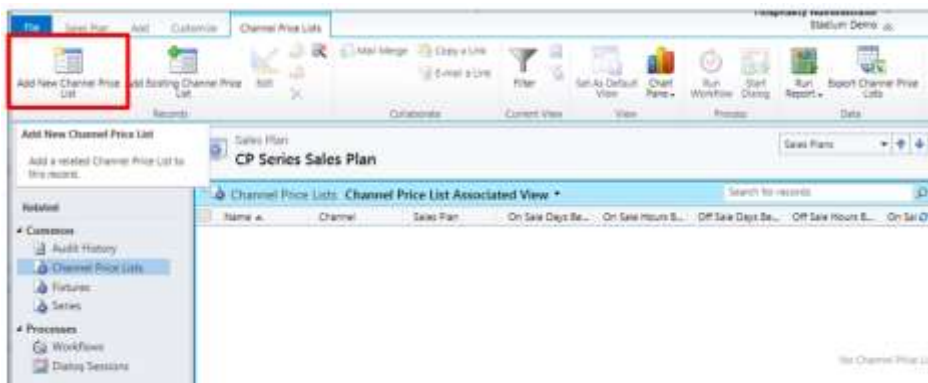 Stadium Demo
File Sales Plan Add Customize Channel Price Lists
Add New Channel Price List
Add Existing Channel Price List
Edit
Mail Merge
Copy a Link
E-mail a Link
Filter
Set As Default View
Chart Pane
Run Workflow
Start Dialog
Run Report
Export Channel Price Lists
Records Collaborate Current View View Process Data
Add New Channel Price List
Add a related Channel Price List to this record.
Sales Plan
CP Series Sales Plan
Sales Plans
Channel Price Lists Channel Price List Associated View
Search for records
Name Channel Sales Plan On Sale Days Be... On Sale Hours B... Off Sale Days Be... Off Sale Hours B... On Sal
Related
Common
Audit History
Channel Price Lists
Fixtures
Series
Processes
Workflows
Dialog Sessions
No Channel Price Li